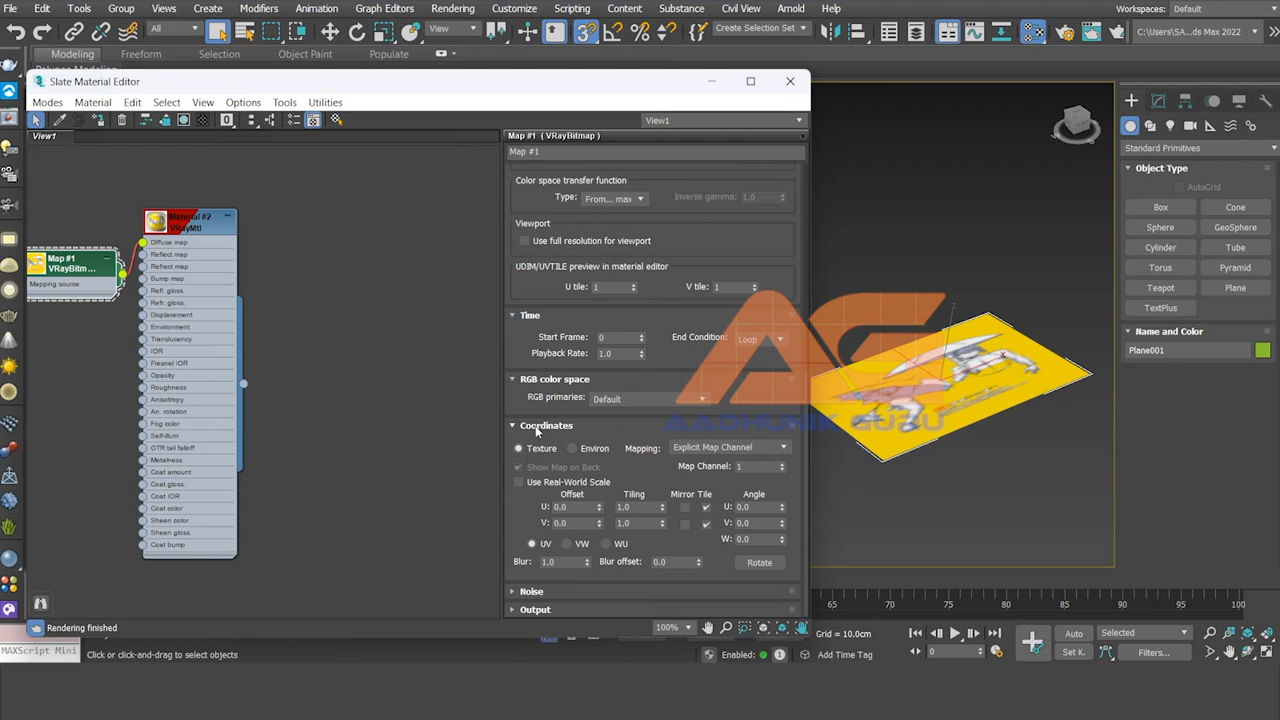 File Edit Tools Group Views Create Modifiers Animation Graph Editors Rendering Customize Scripting Content Substance Civil View Arnold Help Workspaces: Default
All View Create Selection Set C:\Users\SA...ds Max 2022
Modeling Freeform Selection Object Paint Populate
Slate Material Editor
Modes Material Edit Select View Options Tools Utilities
View1
View1
Map #1 ( VRayBitmap )
Map #1
Color space transfer function
Type: From... max Inverse gamma: 1.0
Viewport
Use full resolution for viewport
UDIM/UVTILE preview in material editor
U tile: 1 V tile: 1
Time
Start Frame: 0 End Condition: Loop
Playback Rate: 1.0
RGB color space
RGB primaries: Default
Coordinates
Texture Environ Mapping: Explicit Map Channel
Show Map on Back Map Channel: 1
Use Real-World Scale
Offset Tiling Mirror Tile Angle
U: 0.0 1.0 U: 0.0
V: 0.0 1.0 V: 0.0
W: 0.0
UV VW WU
Blur: 1.0 Blur offset: 0.0 Rotate
Noise
Output
Map #1
VRayBitm...
Mapping source
Material #2
VRayMtl
Diffuse map
Reflect map
Refract map
Bump map
Refl. gloss.
Refr. gloss.
Displacement
Environment
Translucency
IOR
Fresnel IOR
Opacity
Roughness
Anisotropy
An. rotation
Fog color
Self-illum
GTR tail falloff
Metalness
Coat amount
Coat gloss.
Coat IOR
Coat color
Sheen color
Sheen gloss.
Coat bump
AADHUNIK GURU
Standard Primitives
Object Type
AutoGrid
Box Cone
Sphere GeoSphere
Cylinder Tube
Torus Pyramid
Teapot Plane
TextPlus
Name and Color
Plane001
Rendering finished 100%
65 70 75 80 85 90 95 100
MAXScript Mini
Click or click-and-drag to select objects
Enabled: 1 Add Time Tag
Grid = 10.0cm
0
Auto Selected
Set K. Filters...